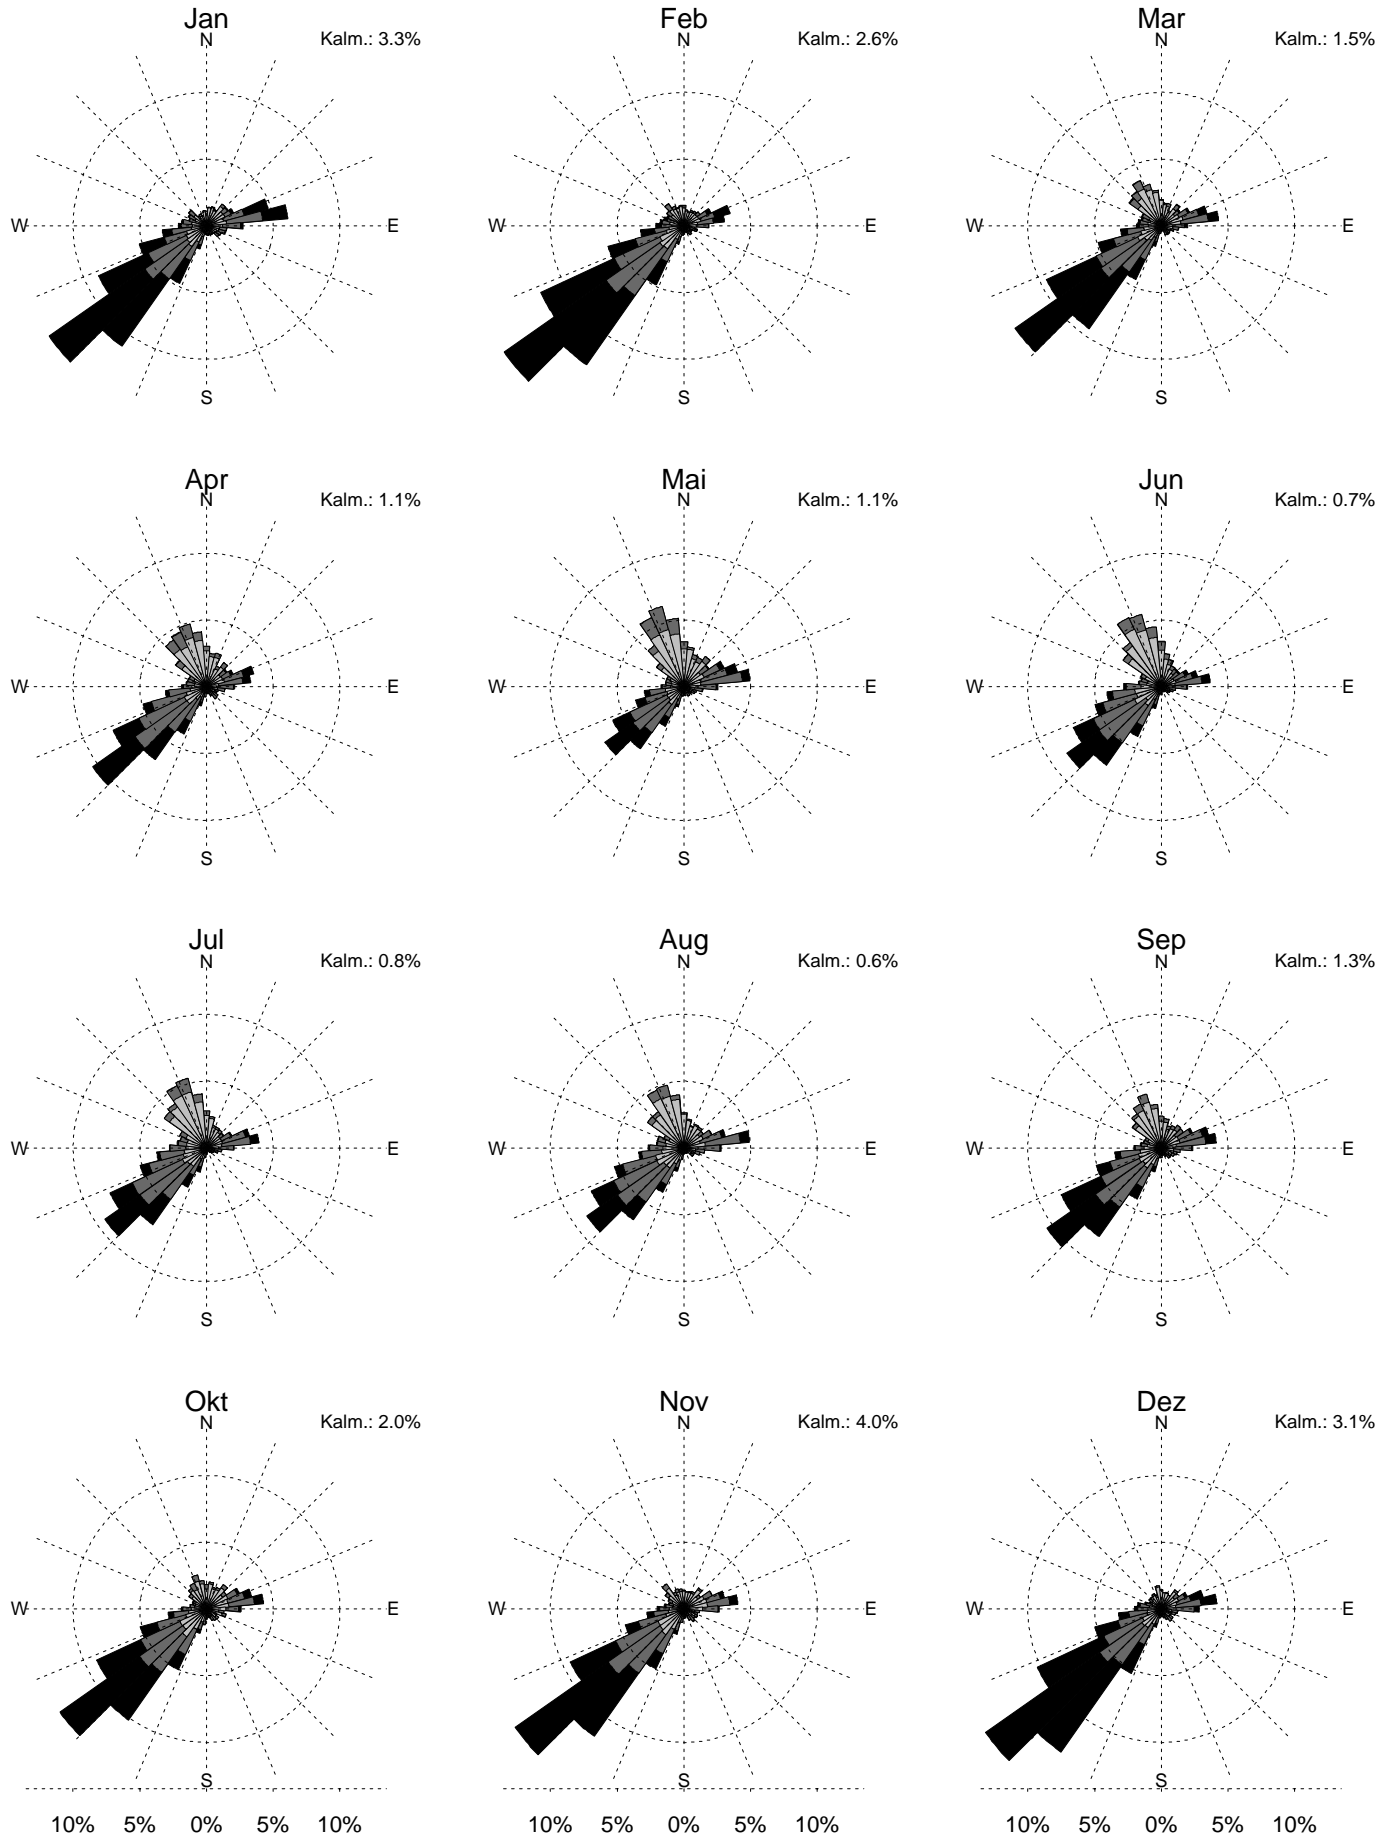 Jan
N
Kalm.: 3.3%
W
E
S
Feb
N
Kalm.: 2.6%
W
E
S
Mar
N
Kalm.: 1.5%
W
E
S
Apr
N
Kalm.: 1.1%
W
E
S
Mai
N
Kalm.: 1.1%
W
E
S
Jun
N
Kalm.: 0.7%
W
E
S
Jul
N
Kalm.: 0.8%
W
E
S
Aug
N
Kalm.: 0.6%
W
E
S
Sep
N
Kalm.: 1.3%
W
E
S
Okt
N
Kalm.: 2.0%
W
E
Nov
N
Kalm.: 4.0%
W
E
S
Dez
N
Kalm.: 3.1%
W
E
S
S
10% 5% 0% 5% 10%
10% 5% 0% 5% 10%
10% 5% 0% 5% 10%